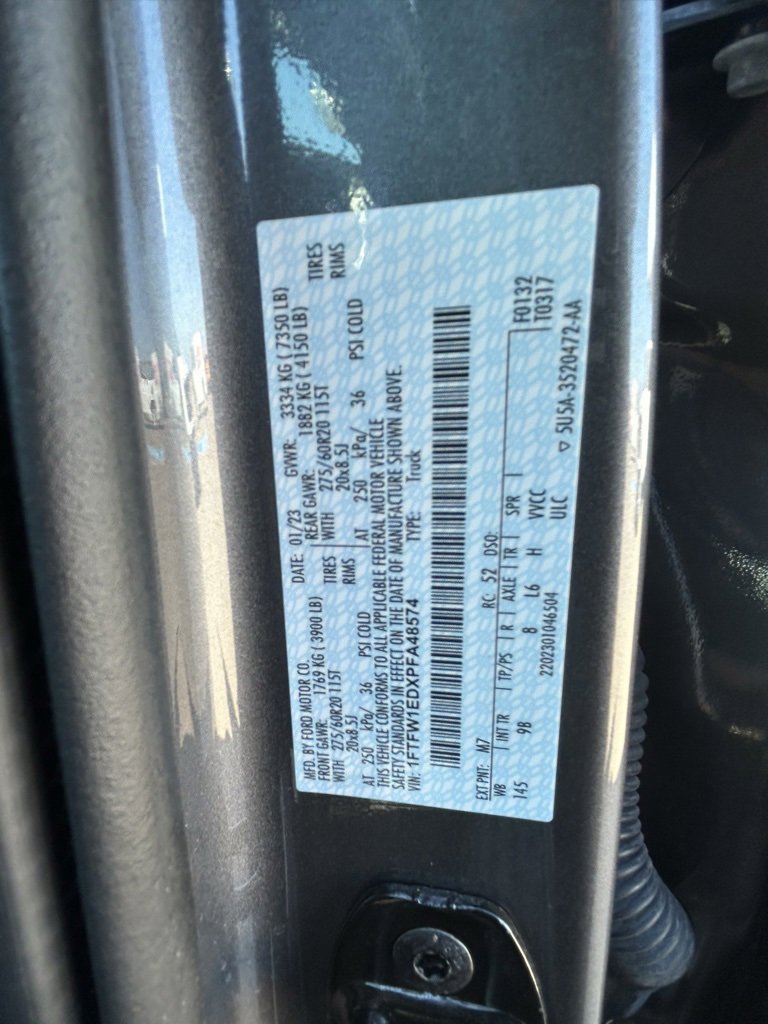 MFD. BY FORD MOTOR CO.
DATE: 01/23 GVWR: 3334 KG ( 7350 LB)
FRONT GAWR: 1769 KG (3900 LB) REAR GAWR: 1882 KG ( 4150 LB)
WITH 275/60R20 115T TIRES WITH 275/60R20 115T TIRES
20x8.5J RIMS 20x8.5J RIMS
AT 250 kPa/ 36 PSI COLD AT 250 kPa/ 36 PSI COLD
THIS VEHICLE CONFORMS TO ALL APPLICABLE FEDERAL MOTOR VEHICLE
SAFETY STANDARDS IN EFFECT ON THE DATE OF MANUFACTURE SHOWN ABOVE.
VIN: 1FTFW1EDXPFA48574 TYPE: Truck
F0132
EXT PNT: M7 RC: 52 DSO: T0317
WB INT TR TP/PS R AXLE TR SPR
145 9B 8 L6 H VVCC
2202301046504 ULC ▽ 5U5A-3520472-AA